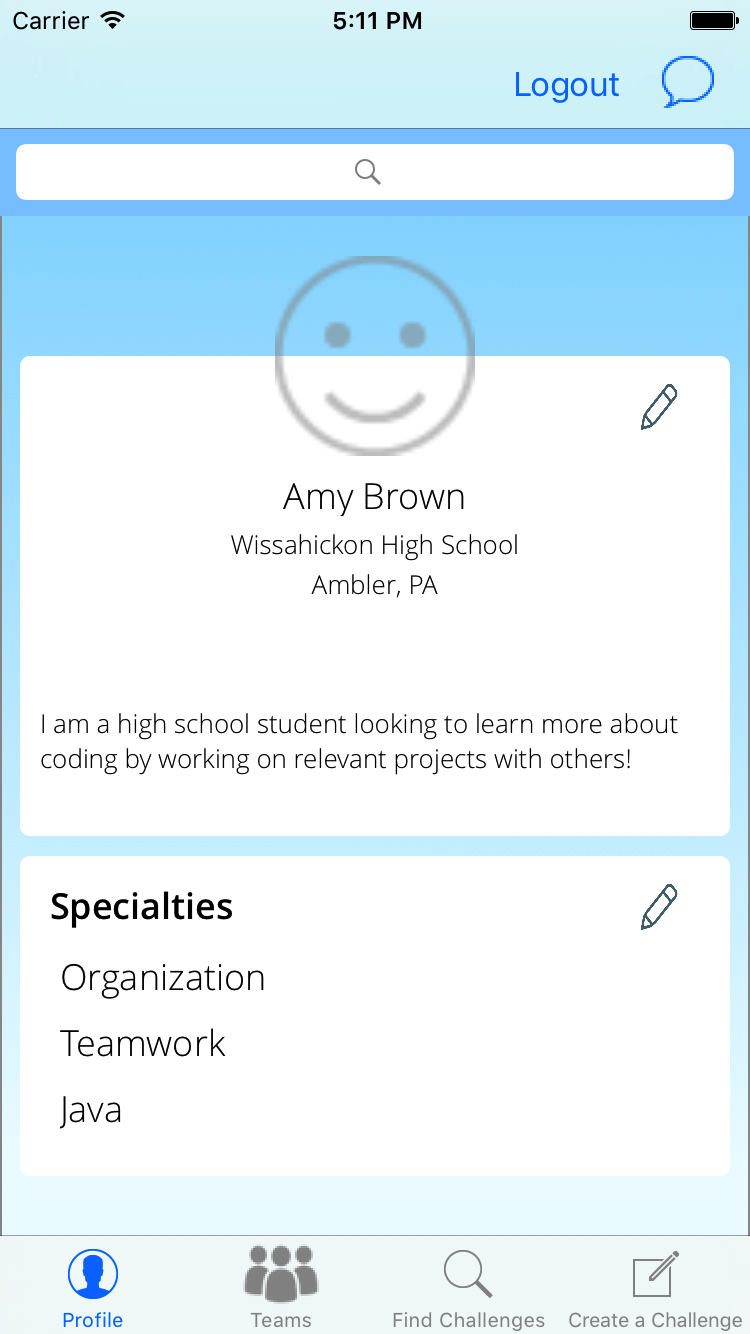 Carrier 5:11 PM
Logout
Amy Brown
Wissahickon High School
Ambler, PA
I am a high school student looking to learn more about
coding by working on relevant projects with others!
Specialties
Organization
Teamwork
Java
Profile Teams Find Challenges Create a Challenge